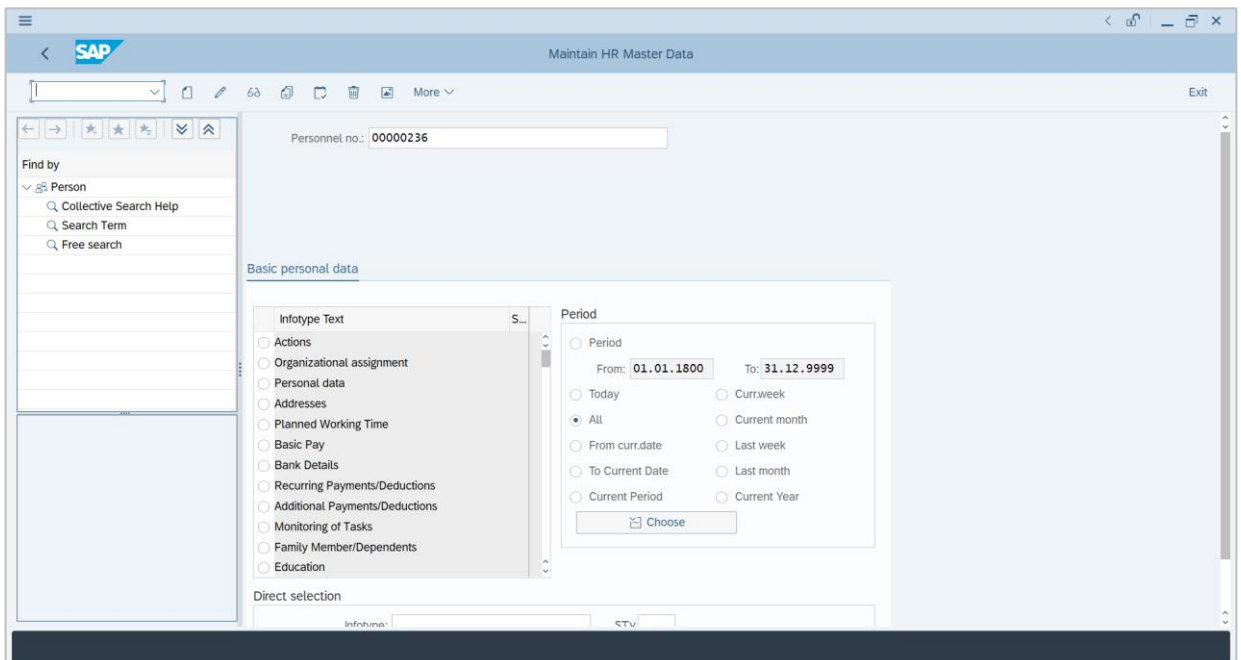 SAP
Maintain HR Master Data
More
Exit
Personnel no.: 00000236
Find by
Person
Collective Search Help
Search Term
Free search
Basic personal data
Infotype Text S...
Actions
Organizational assignment
Personal data
Addresses
Planned Working Time
Basic Pay
Bank Details
Recurring Payments/Deductions
Additional Payments/Deductions
Monitoring of Tasks
Family Member/Dependents
Education
Period
Period
From: 01.01.1800 To: 31.12.9999
Today Curr.week
All Current month
From curr.date Last week
To Current Date Last month
Current Period Current Year
Choose
Direct selection
Infotype: STy